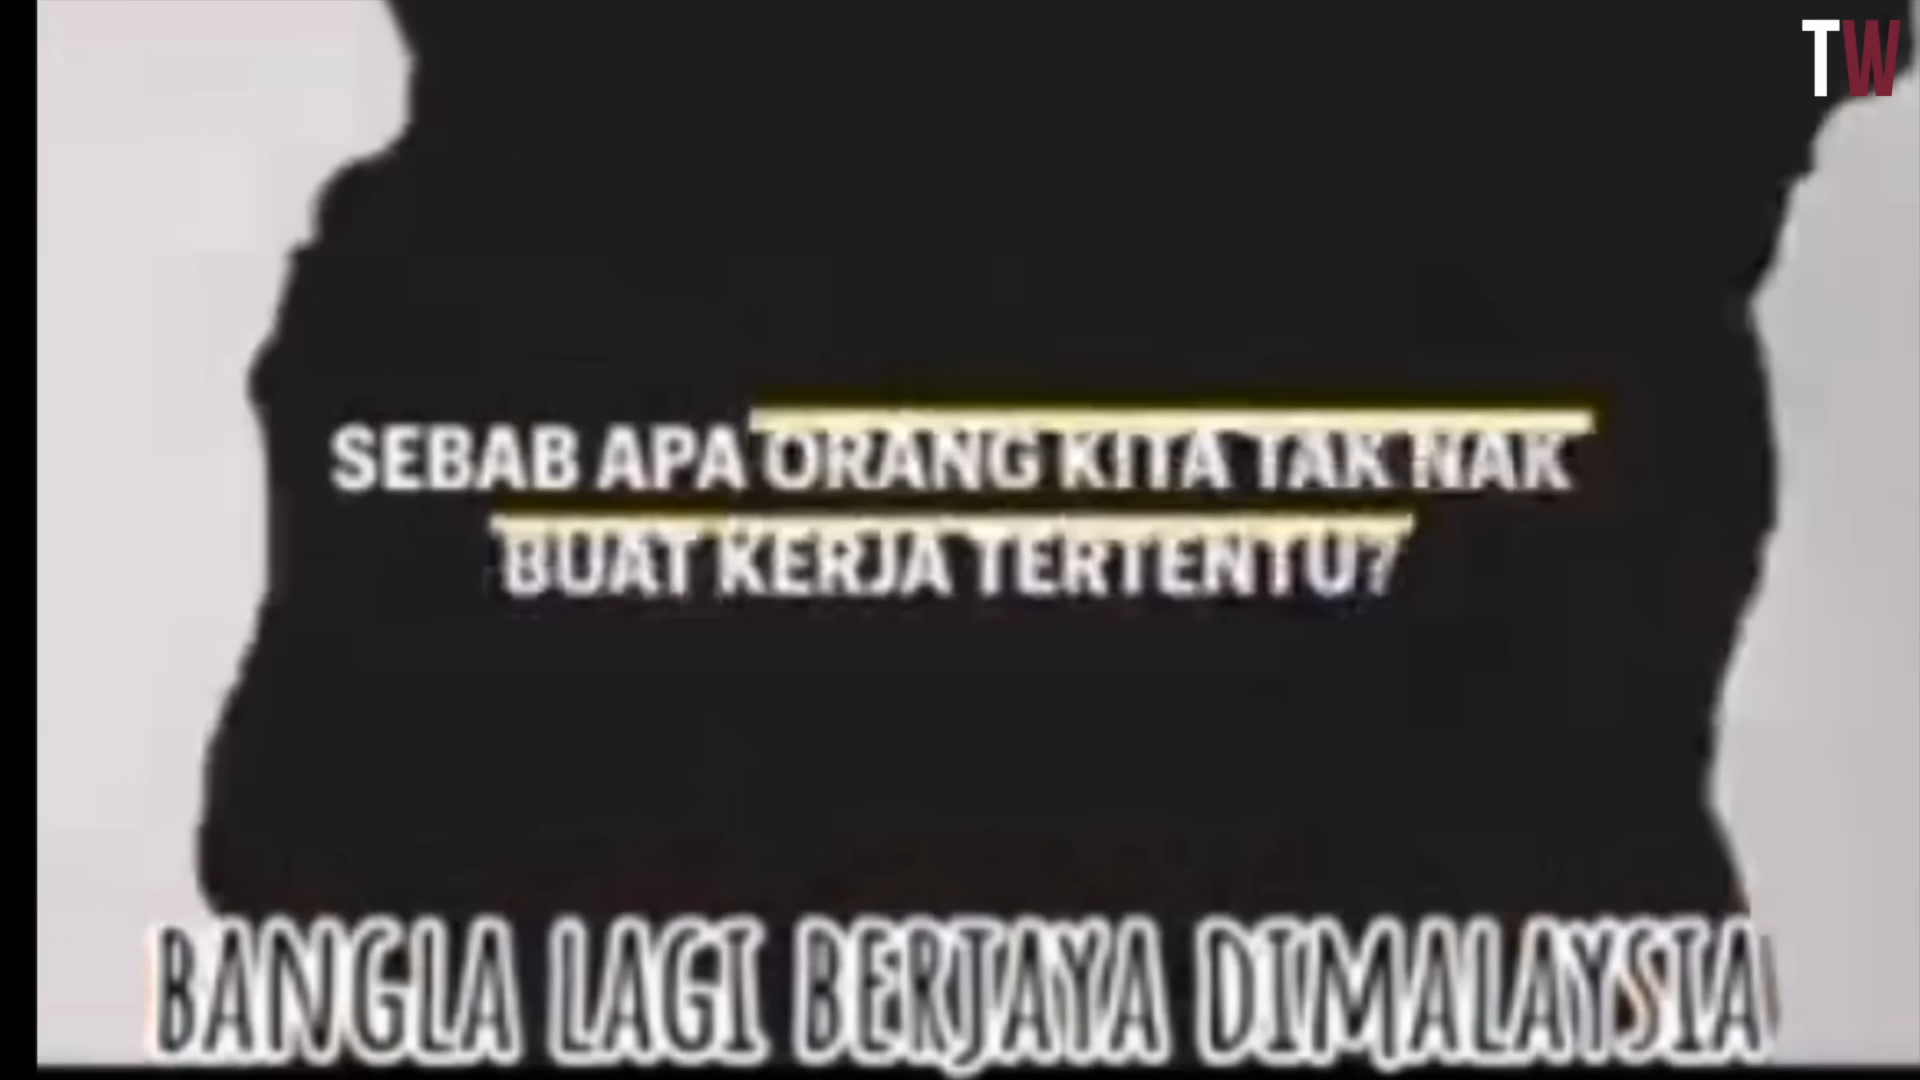 TW
SEBAB APA ORANG KITA TAK NAK
BUAT KERJA TERTENTU?
BANGLA LAGI BERJAYA DIMALAYSIA